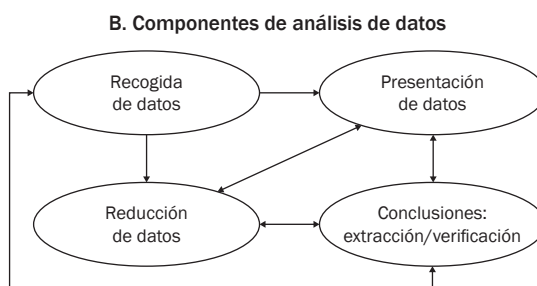 B. Componentes de análisis de datos
Recogida
de datos
Presentación
de datos
Reducción
de datos
Conclusiones:
extracción/verificación